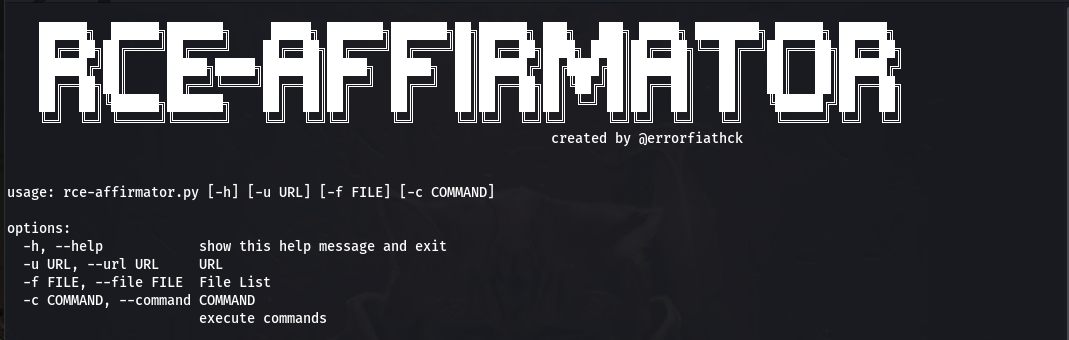 RCE-AFFIRMATOR
created by @errorfiathck
usage: rce-affirmator.py [-h] [-u URL] [-f FILE] [-c COMMAND]
options:
-h, --help show this help message and exit
-u URL, --url URL URL
-f FILE, --file FILE File List
-c COMMAND, --command COMMAND
execute commands